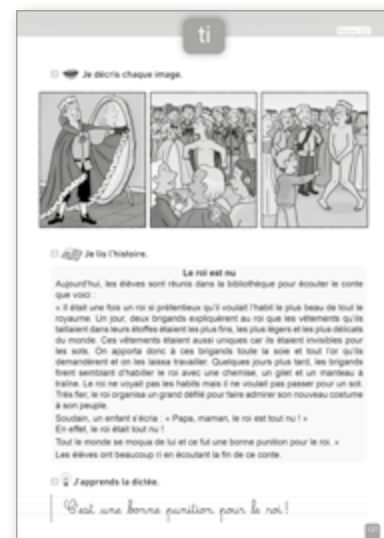 ti
Je décris chaque image.
Je lis l'histoire.
Le roi est nu
Aujourd'hui, les élèves sont réunis dans la bibliothèque pour écouter le conte
que voici :
« Il était une fois un roi si prétentieux qu'il voulait l'habit le plus beau de tout le
royaume. Un jour, deux brigands expliquèrent au roi que les vêtements qu'ils
taillaient dans leurs étoffes étaient les plus fins, les plus légers et les plus délicats
du monde. Ces vêtements étaient aussi uniques car ils étaient invisibles pour
les sots. On apporta donc à ces brigands toute la soie et tout l'or qu'ils
demandèrent et on les laissa travailler. Quelques jours plus tard, les brigands
firent semblant d'habiller le roi avec une chemise, un gilet et un manteau à
traîne. Le roi ne voyait pas les habits mais il ne voulait pas passer pour un sot.
Très fier, le roi organisa un grand défilé pour faire admirer son nouveau costume
à son peuple.
Soudain, un enfant s'écria : « Papa, maman, le roi est tout nu ! »
En effet, le roi était tout nu !
Tout le monde se moqua de lui et ce fut une bonne punition pour le roi. »
Les élèves ont beaucoup ri en écoutant la fin de ce conte.
J'apprends la dictée.
C'est une bonne punition pour le roi !